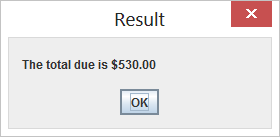 Result
The total due is $530.00
OK